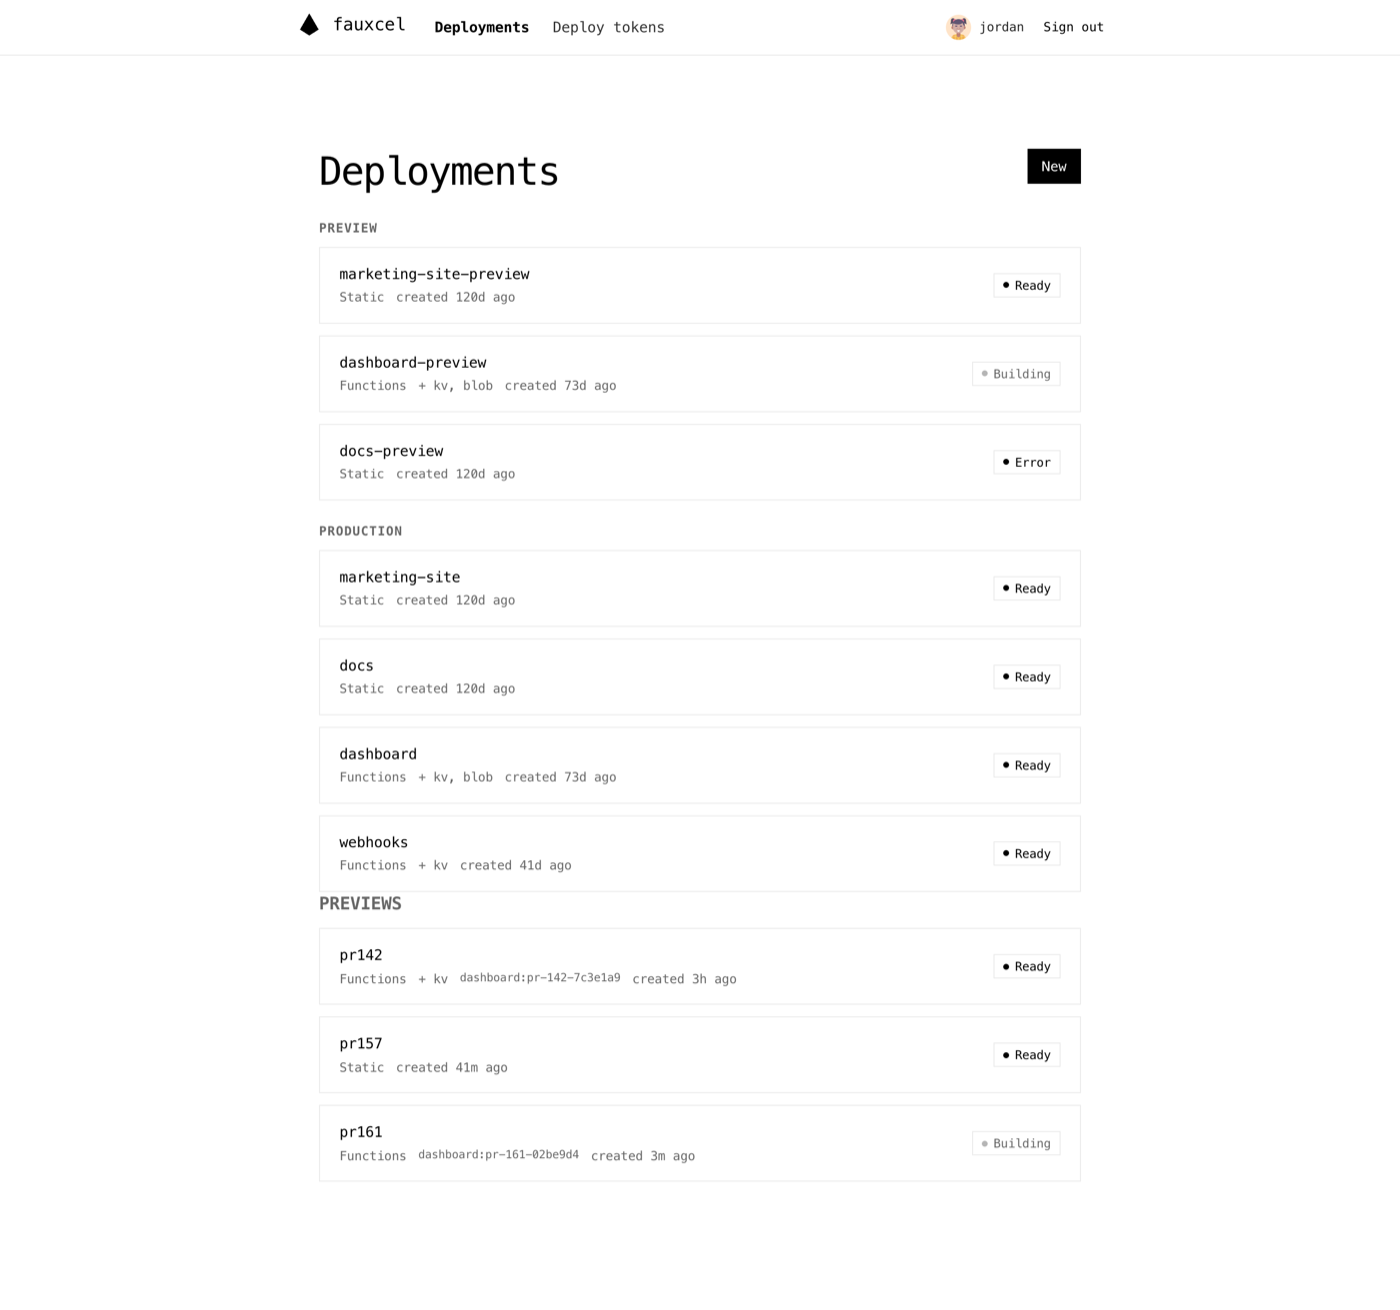 fauxcel Deployments Deploy tokens jordan Sign out
Deployments New
PREVIEW
marketing-site-preview
Static created 120d ago
Ready
dashboard-preview
Functions + kv, blob created 73d ago
Building
docs-preview
Static created 120d ago
Error
PRODUCTION
marketing-site
Static created 120d ago
Ready
docs
Static created 120d ago
Ready
dashboard
Functions + kv, blob created 73d ago
Ready
webhooks
Functions + kv created 41d ago
Ready
PREVIEWS
pr142
Functions + kv dashboard:pr-142-7c3e1a9 created 3h ago
Ready
pr157
Static created 41m ago
Ready
pr161
Functions dashboard:pr-161-02be9d4 created 3m ago
Building